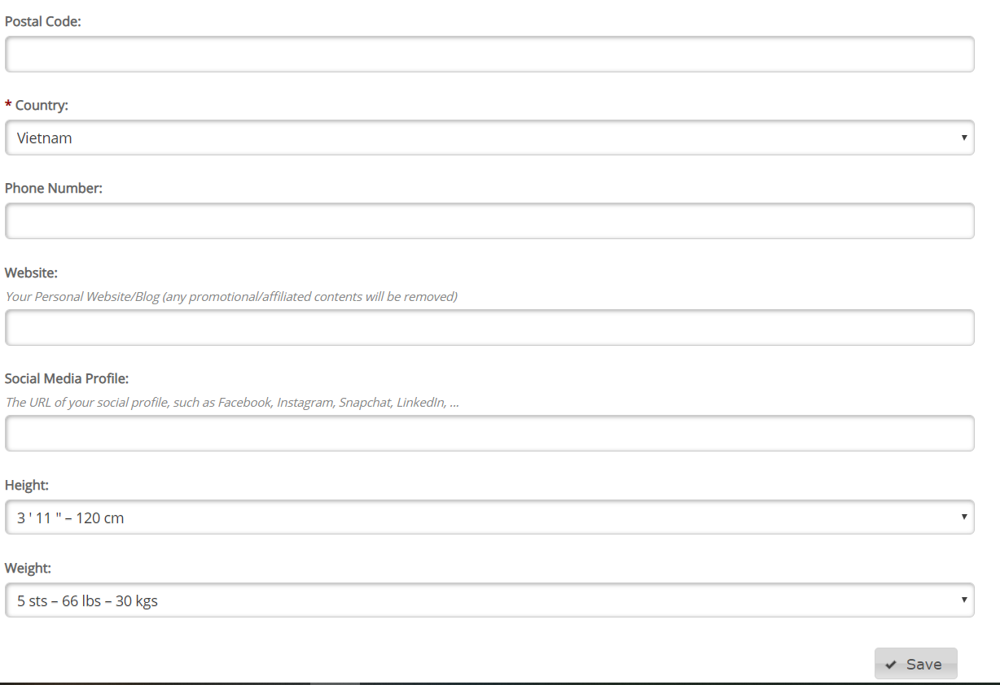 Postal Code:
* Country:
Vietnam
Phone Number:
Website:
Your Personal Website/Blog (any promotional/affiliated contents will be removed)
Social Media Profile:
The URL of your social profile, such as Facebook, Instagram, Snapchat, LinkedIn, ...
Height:
3 ' 11 " – 120 cm
Weight:
5 sts – 66 lbs – 30 kgs
Save